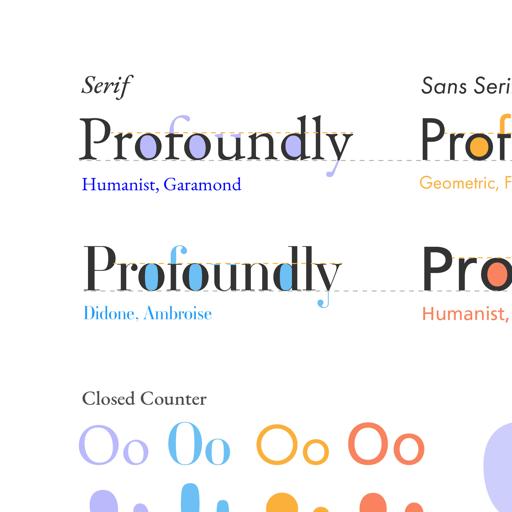 Serif
Sans Seri
Profoundly
Prof
Humanist, Garamond
Geometric, F
Profoundly
Pro
Didone, Ambroise
Humanist,
Closed Counter
Oo Oo Oo Oo